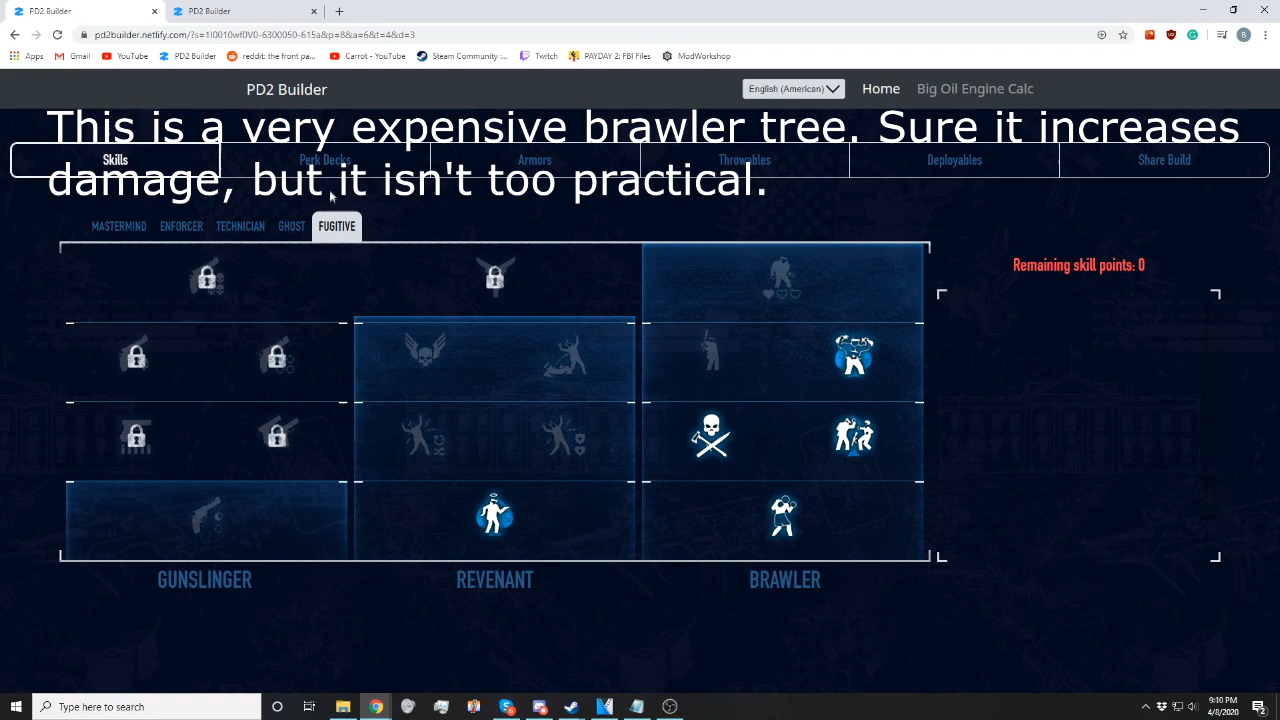 PD2 Builder
PD2 Builder
pd2builder.netlify.com/?s=1l0010wf0V0-6300050-615a&p=8&a=6&t=4&d=3
Apps Gmail YouTube PD2 Builder reddit: the front pa... Carrot - YouTube Steam Community :... Twitch PAYDAY 2: FBI Files ModWorkshop
PD2 Builder English (American) Home Big Oil Engine Calc
This is a very expensive brawler tree. Sure it increases
damage, but it isn't too practical.
Skills Perk Decks Armors Throwables Deployables Share Build
MASTERMIND ENFORCER TECHNICIAN GHOST FUGITIVE
Remaining skill points: 0
GUNSLINGER REVENANT BRAWLER
Type here to search
9:19 PM
4/8/2020